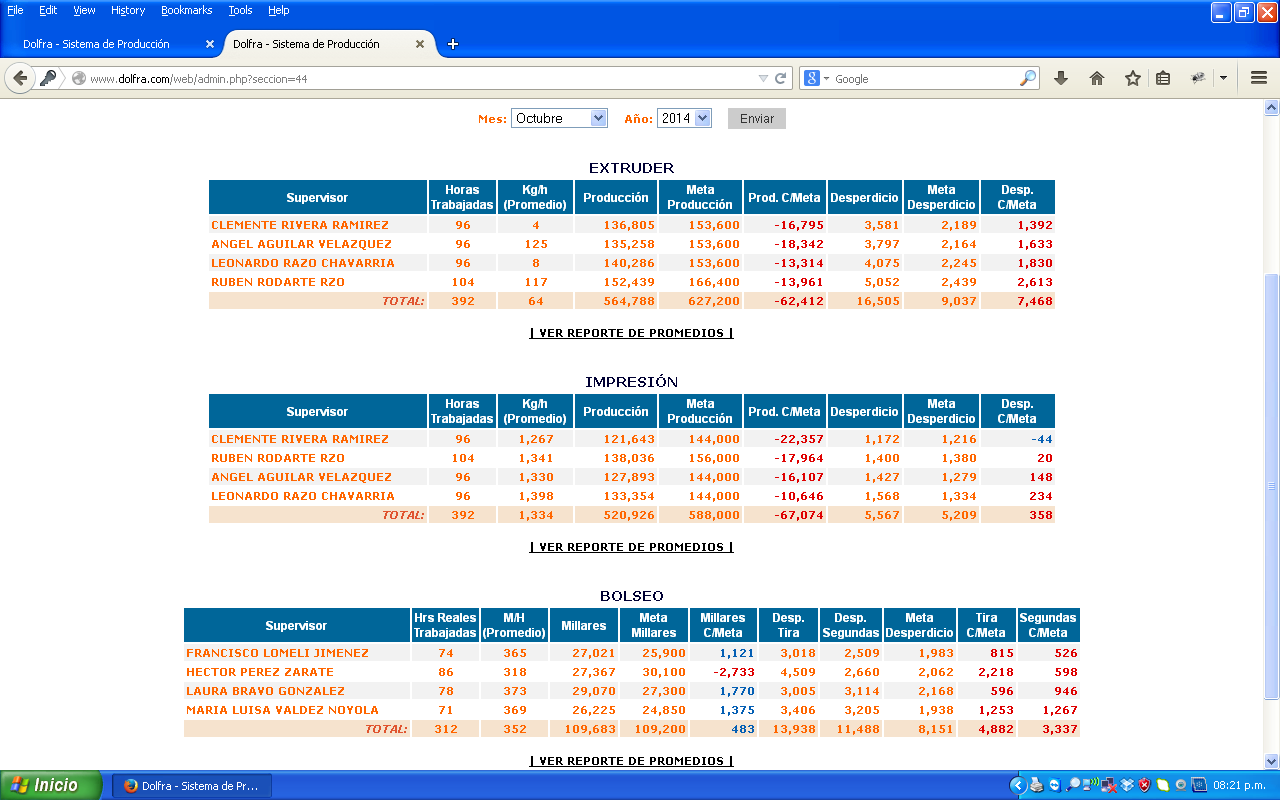 File Edit View History Bookmarks Tools Help
Dolfra - Sistema de Producción Dolfra - Sistema de Producción
www.dolfra.com/web/admin.php?seccion=44 Google
Mes: Octubre Año: 2014 Enviar
EXTRUDER
Supervisor Horas Trabajadas Kg/h (Promedio) Producción Meta Producción Prod. C/Meta Desperdicio Meta Desperdicio Desp. C/Meta
CLEMENTE RIVERA RAMIREZ 96 4 136,805 153,600 -16,795 3,581 2,189 1,392
ANGEL AGUILAR VELAZQUEZ 96 125 135,258 153,600 -18,342 3,797 2,164 1,633
LEONARDO RAZO CHAVARRIA 96 8 140,286 153,600 -13,314 4,075 2,245 1,830
RUBEN RODARTE RZO 104 117 152,439 166,400 -13,961 5,052 2,439 2,613
TOTAL: 392 64 564,788 627,200 -62,412 16,505 9,037 7,468
| VER REPORTE DE PROMEDIOS |
IMPRESIÓN
Supervisor Horas Trabajadas Kg/h (Promedio) Producción Meta Producción Prod. C/Meta Desperdicio Meta Desperdicio Desp. C/Meta
CLEMENTE RIVERA RAMIREZ 96 1,267 121,643 144,000 -22,357 1,172 1,216 -44
RUBEN RODARTE RZO 104 1,341 138,036 156,000 -17,964 1,400 1,380 20
ANGEL AGUILAR VELAZQUEZ 96 1,330 127,893 144,000 -16,107 1,427 1,279 148
LEONARDO RAZO CHAVARRIA 96 1,398 133,354 144,000 -10,646 1,568 1,334 234
TOTAL: 392 1,334 520,926 588,000 -67,074 5,567 5,209 358
| VER REPORTE DE PROMEDIOS |
BOLSEO
Supervisor Hrs Reales Trabajadas M/H (Promedio) Millares Meta Millares Millares C/Meta Desp. Tira Desp. Segundas Meta Desperdicio Tira C/Meta Segundas C/Meta
FRANCISCO LOMELI JIMENEZ 74 365 27,021 25,900 1,121 3,018 2,509 1,983 815 526
HECTOR PEREZ ZARATE 86 318 27,367 30,100 -2,733 4,509 2,660 2,062 2,218 598
LAURA BRAVO GONZALEZ 78 373 29,070 27,300 1,770 3,005 3,114 2,168 596 946
MARIA LUISA VALDEZ NOYOLA 71 369 26,225 24,850 1,375 3,406 3,205 1,938 1,253 1,267
TOTAL: 312 352 109,683 109,200 483 13,938 11,488 8,151 4,882 3,337
| VER REPORTE DE PROMEDIOS |
Inicio Dolfra - Sistema de Pr... 08:21 p.m.